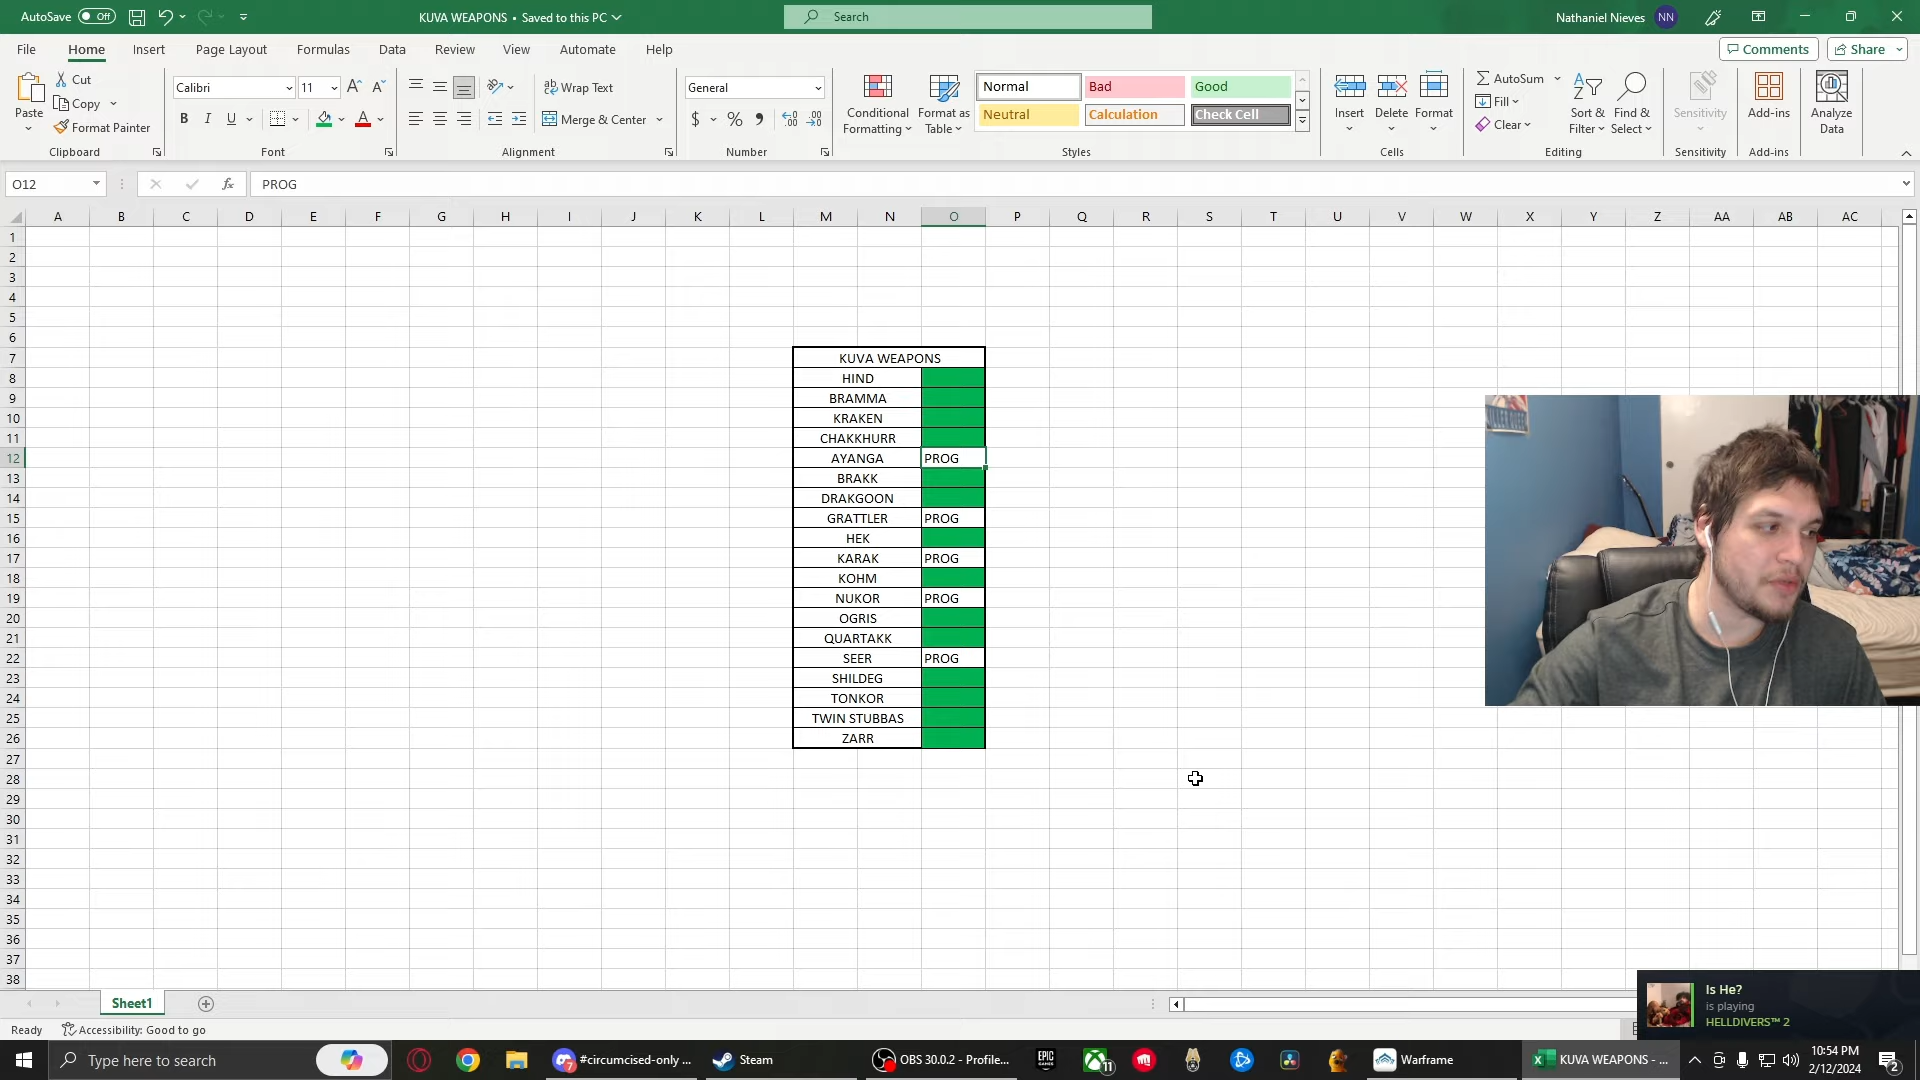 AutoSave Off KUVA WEAPONS • Saved to this PC Search Nathaniel Nieves NN
File Home Insert Page Layout Formulas Data Review View Automate Help Comments Share
Paste Cut
Copy
Format Painter
Clipboard
Calibri 11
B I U
Font
Wrap Text
Merge & Center
Alignment
General
$ % 9
Number
Conditional Formatting
Format as Table
Normal Bad Good
Neutral Calculation Check Cell
Styles
Insert Delete Format
Cells
AutoSum
Fill
Clear
Sort & Filter
Find & Select
Editing
Sensitivity
Sensitivity
Add-ins
Add-ins
Analyze Data
O12 fx PROG
A B C D E F G H I J K L M N O P Q R S T U V W X Y Z AA AB AC
1
2
3
4
5
6
7 KUVA WEAPONS
8 HIND
9 BRAMMA
10 KRAKEN
11 CHAKKHURR
12 AYANGA PROG
13 BRAKK
14 DRAKGOON
15 GRATTLER PROG
16 HEK
17 KARAK PROG
18 KOHM
19 NUKOR PROG
20 OGRIS
21 QUARTAKK
22 SEER PROG
23 SHILDEG
24 TONKOR
25 TWIN STUBBAS
26 ZARR
27
28
29
30
31
32
33
34
35
36
37
38
Sheet1
Is He?
is playing
HELLDIVERS™ 2
Ready Accessibility: Good to go
Type here to search 7 #circumcised-only ... Steam OBS 30.0.2 - Profile... EPIC GAMES 11 Warframe KUVA WEAPONS - ... 10:54 PM
2/12/2024 2